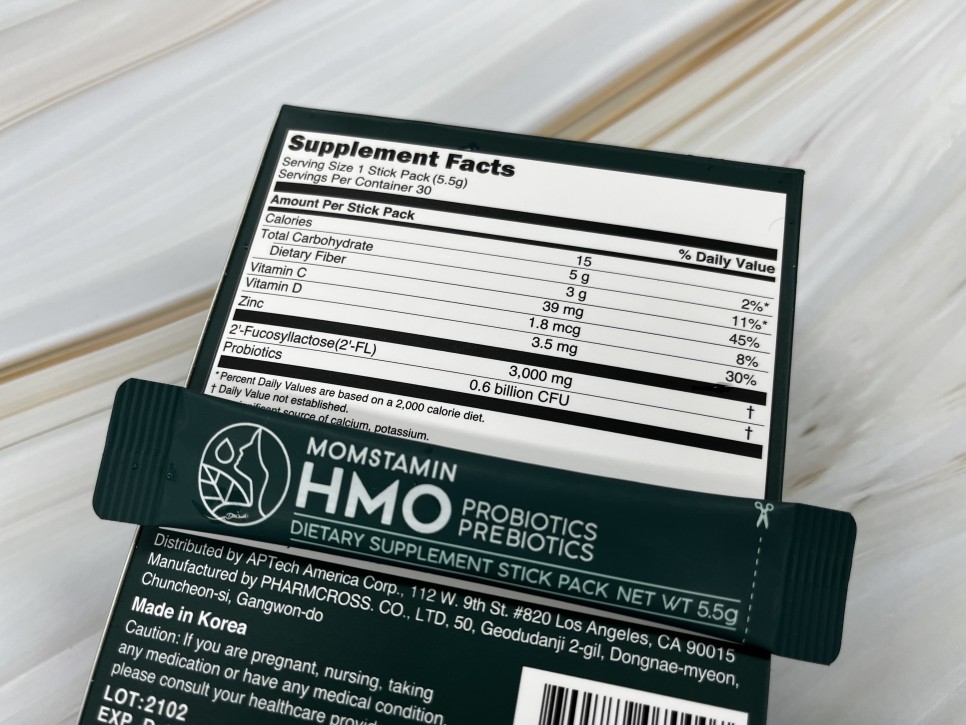 Supplement Facts
Serving Size 1 Stick Pack (5.5g)
Servings Per Container 30
Amount Per Stick Pack % Daily Value
Calories 15
Total Carbohydrate 5 g 2%*
Dietary Fiber 3 g 11%*
Vitamin C 39 mg 45%
Vitamin D 1.8 mcg 8%
Zinc 3.5 mg 30%
2'-Fucosyllactose(2'-FL) 3,000 mg †
Probiotics 0.6 billion CFU †
*Percent Daily Values are based on a 2,000 calorie diet.
† Daily Value not established.
source of calcium, potassium.
MOMSTAMIN
HMO PROBIOTICS
PREBIOTICS
DIETARY SUPPLEMENT STICK PACK NET WT 5.5g
Distributed by APTech America Corp., 112 W. 9th St. #820 Los Angeles, CA 90015
Manufactured by PHARMCROSS. CO., LTD, 50, Geodudanji 2-gil, Dongnae-myeon,
Chuncheon-si, Gangwon-do
Made in Korea
Caution: If you are pregnant, nursing, taking
any medication or have any medical condition,
please consult your healthcare
LOT:2102
EXP